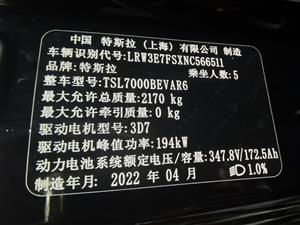 中国 特斯拉（上海）有限公司 制造
车辆识别代号: LRW3E7FSXNC566511
品牌: 特斯拉 乘坐人数: 5
整车型号: TSL7000BEVAR6
最大允许总质量: 2170 kg
最大允许牵引质量: 0 kg
驱动电机型号: 3D7
驱动电机峰值功率: 194kW
动力电池系统额定电压/容量: 347.8V/172.5Ah
制造年月: 2022 年 04 月 1.0%